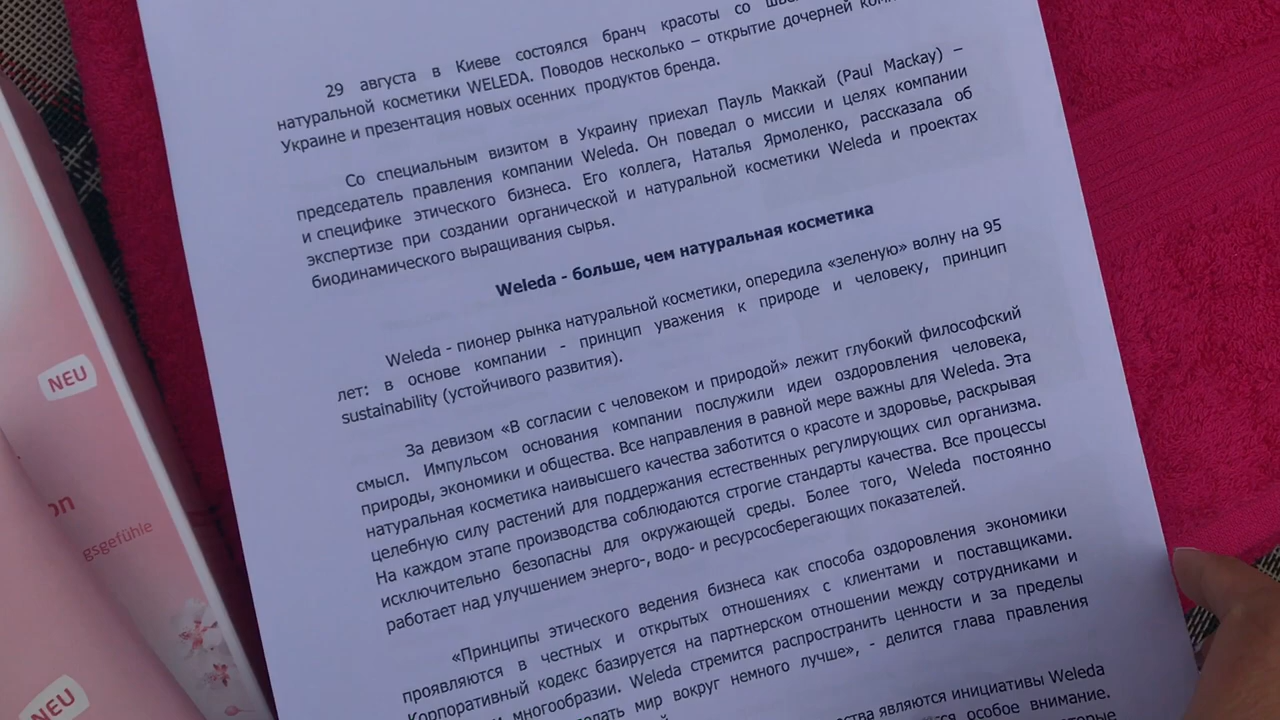 29 августа в Киеве состоялся бранч красоты со
натуральной косметики WELEDA. Поводов несколько – открытие дочерней
Украине и презентация новых осенних продуктов бренда.
Со специальным визитом в Украину приехал Пауль Маккай (Paul Mackay) –
председатель правления компании Weleda. Он поведал о миссии и целях компании
и специфике этического бизнеса. Его коллега, Наталья Ярмоленко, рассказала об
экспертизе при создании органической и натуральной косметики Weleda и проектах
биодинамического выращивания сырья.
Weleda - больше, чем натуральная косметика
Weleda - пионер рынка натуральной косметики, опередила «зеленую» волну на 95
лет: в основе компании - принцип уважения к природе и человеку, принцип
sustainability (устойчивого развития).
За девизом «В согласии с человеком и природой» лежит глубокий философский
смысл. Импульсом основания компании послужили идеи оздоровления человека,
природы, экономики и общества. Все направления в равной мере важны для Weleda. Эта
натуральная косметика наивысшего качества заботится о красоте и здоровье, раскрывая
целебную силу растений для поддержания естественных регулирующих сил организма.
На каждом этапе производства соблюдаются строгие стандарты качества. Все процессы
исключительно безопасны для окружающей среды. Более того, Weleda постоянно
работает над улучшением энерго-, водо- и ресурсосберегающих показателей.
«Принципы этического ведения бизнеса как способа оздоровления экономики
проявляются в честных и открытых отношениях с клиентами и поставщиками.
Корпоративный кодекс базируется на партнерском отношении между сотрудниками и
многообразии. Weleda стремится распространить ценности и за пределы
мир вокруг немного лучше», - делится глава правления
являются инициативы Weleda
особое внимание.
NEU
on
gsgefühle
NEU